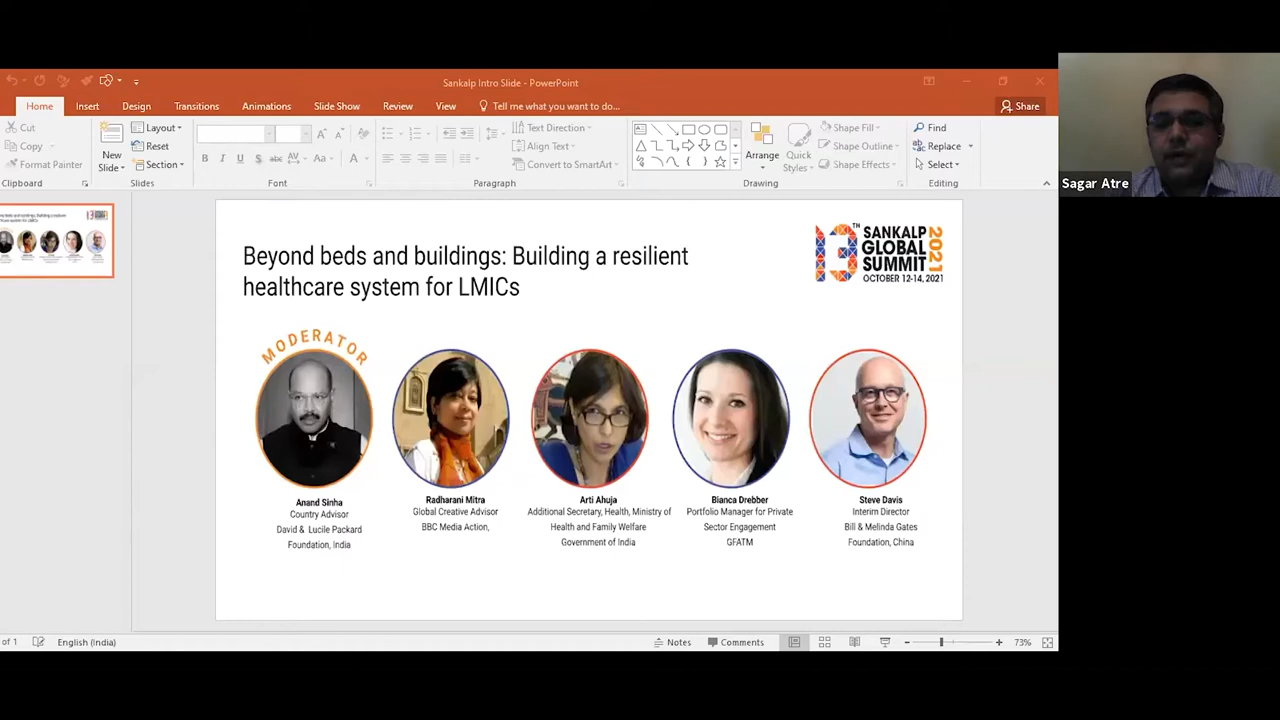 Sankalp Intro Slide - PowerPoint
Home Insert Design Transitions Animations Slide Show Review View Tell me what you want to do... Share
Cut
Copy
Format Painter
Clipboard
New
Slide
Layout
Reset
Section
Slides
B I U S abc AV Aa A
Font
Text Direction
Align Text
Convert to SmartArt
Paragraph
Arrange
Quick
Styles
Shape Fill
Shape Outline
Shape Effects
Drawing
Find
Replace
Select
Editing
Sagar Atre
Beyond beds and buildings: Building a resilient
healthcare system for LMICs
13TH
SANKALP
GLOBAL
SUMMIT
2021
OCTOBER 12-14, 2021
MODERATOR
Anand Sinha
Country Advisor
David & Lucile Packard
Foundation, India
Radharani Mitra
Global Creative Advisor
BBC Media Action,
Arti Ahuja
Additional Secretary, Health, Ministry of
Health and Family Welfare
Government of India
Bianca Drebber
Portfolio Manager for Private
Sector Engagement
GFATM
Steve Davis
Interim Director
Bill & Melinda Gates
Foundation, China
of 1 English (India) Notes Comments 73%